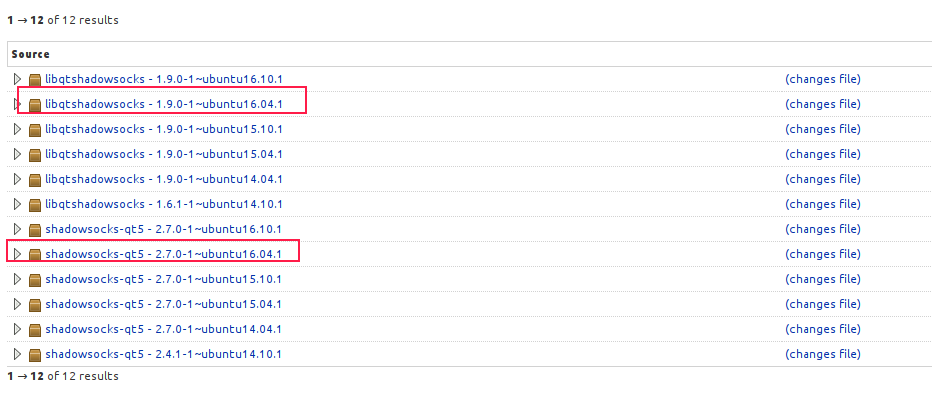 1 → 12 of 12 results
Source
libqtshadowsocks - 1.9.0-1~ubuntu16.10.1 (changes file)
libqtshadowsocks - 1.9.0-1~ubuntu16.04.1 (changes file)
libqtshadowsocks - 1.9.0-1~ubuntu15.10.1 (changes file)
libqtshadowsocks - 1.9.0-1~ubuntu15.04.1 (changes file)
libqtshadowsocks - 1.9.0-1~ubuntu14.04.1 (changes file)
libqtshadowsocks - 1.6.1-1~ubuntu14.10.1 (changes file)
shadowsocks-qt5 - 2.7.0-1~ubuntu16.10.1 (changes file)
shadowsocks-qt5 - 2.7.0-1~ubuntu16.04.1 (changes file)
shadowsocks-qt5 - 2.7.0-1~ubuntu15.10.1 (changes file)
shadowsocks-qt5 - 2.7.0-1~ubuntu15.04.1 (changes file)
shadowsocks-qt5 - 2.7.0-1~ubuntu14.04.1 (changes file)
shadowsocks-qt5 - 2.4.1-1~ubuntu14.10.1 (changes file)
1 → 12 of 12 results